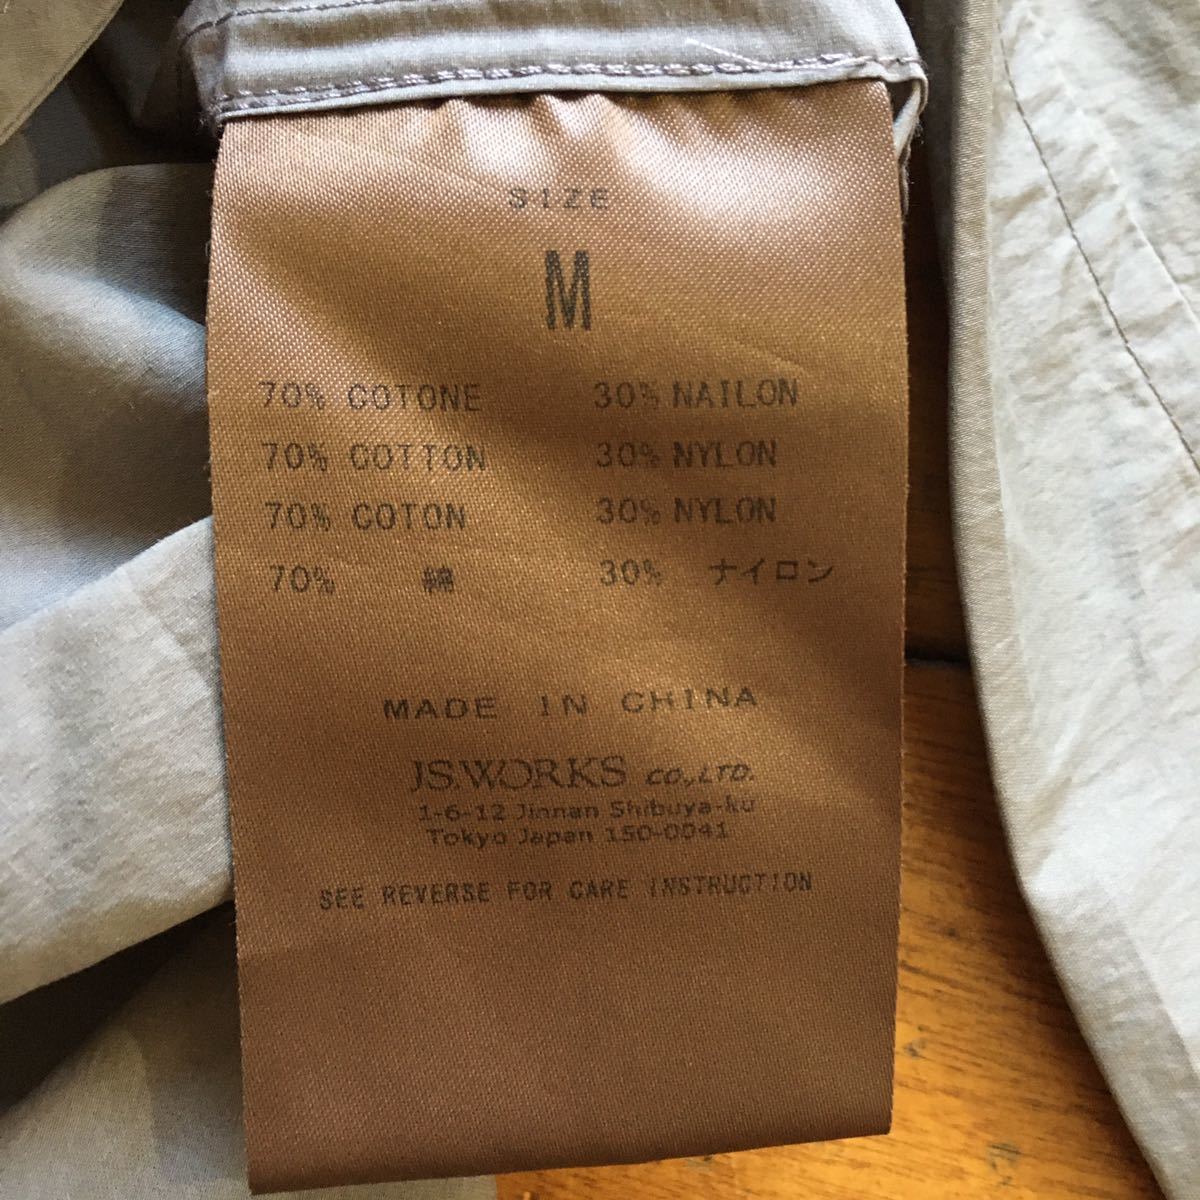 SIZE
M
70% COTONE 30% NAILON
70% COTTON 30% NYLON
70% COTON 30% NYLON
70% 綿 30% ナイロン
MADE IN CHINA
JS.WORKS CO.,LTD.
1-6-12 Jinnan Shibuya-ku
Tokyo Japan 150-0041
SEE REVERSE FOR CARE INSTRUCTION